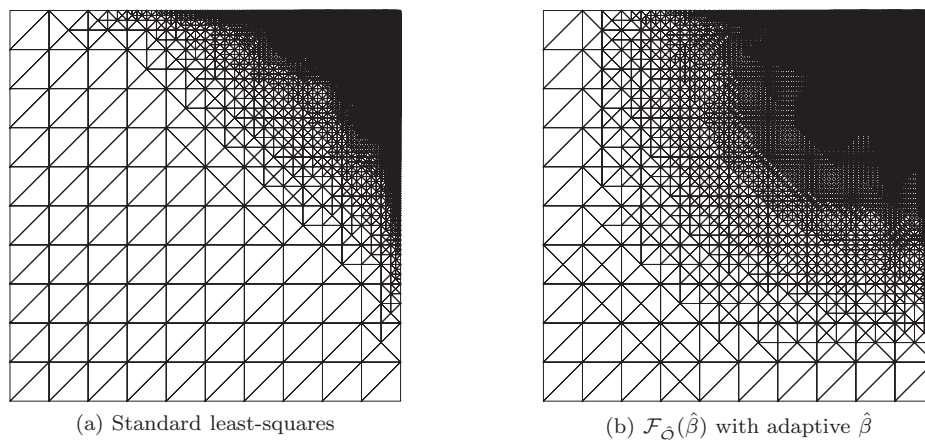 (a) Standard least-squares
(b) $\mathcal{F}_{\hat{\mathcal{Q}}}(\hat{\beta})$ with adaptive $\hat{\beta}$